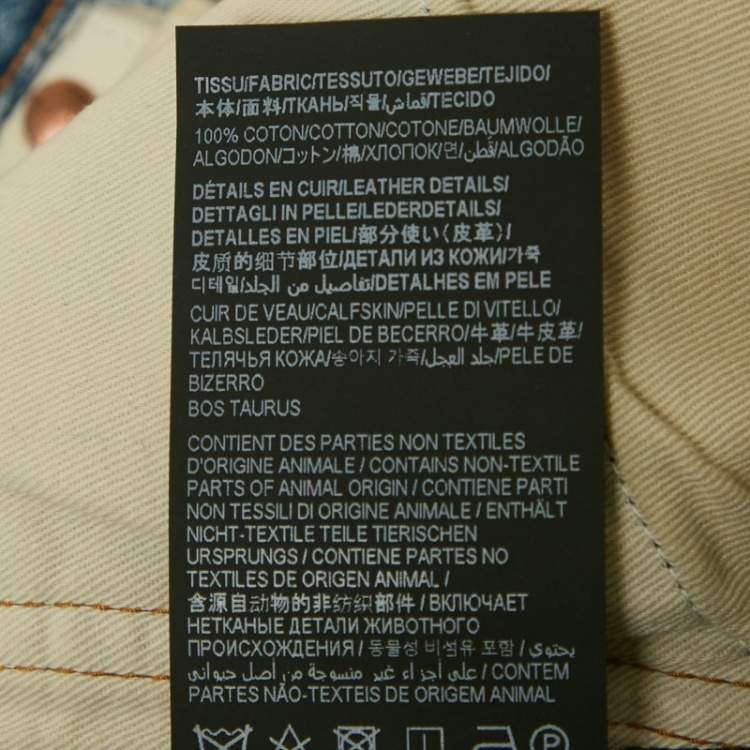 TISSU/FABRIC/TESSUTO/GEWEBE/TEJIDO/
本体/面料/ТКАНЬ/직물/قماش/TECIDO
100% COTON/COTTON/COTONE/BAUMWOLLE/
ALGODON/コットン/棉/ХЛОПОК/면/قطن/ALGODÃO
DÉTAILS EN CUIR/LEATHER DETAILS/
DETTAGLI IN PELLE/LEDERDETAILS/
DETALLES EN PIEL/部分使い(皮革)/
皮质的细节部位/ДЕТАЛИ ИЗ КОЖИ/가죽
디테일/تفاصيل من الجلد/DETALHES EM PELE
CUIR DE VEAU/CALFSKIN/PELLE DI VITELLO/
KALBSLEDER/PIEL DE BECERRO/牛革/牛皮革/
ТЕЛЯЧЬЯ КОЖА/송아지 가죽/جلد العجل/PELE DE
BIZERRO
BOS TAURUS
CONTIENT DES PARTIES NON TEXTILES
D'ORIGINE ANIMALE / CONTAINS NON-TEXTILE
PARTS OF ANIMAL ORIGIN / CONTIENE PARTI
NON TESSILI DI ORIGINE ANIMALE / ENTHÄLT
NICHT-TEXTILE TEILE TIERISCHEN
URSPRUNGS / CONTIENE PARTES NO
TEXTILES DE ORIGEN ANIMAL /
含源自动物的非纺织部件 / ВКЛЮЧАЕТ
НЕТКАНЫЕ ДЕТАЛИ ЖИВОТНОГО
ПРОИСХОЖДЕНИЯ / 동물성 비섬유 포함 / يحتوي
على أجزاء غير منسوجة من أصل حيواني / CONTEM
PARTES NÃO-TEXTEIS DE ORIGEM ANIMAL
P